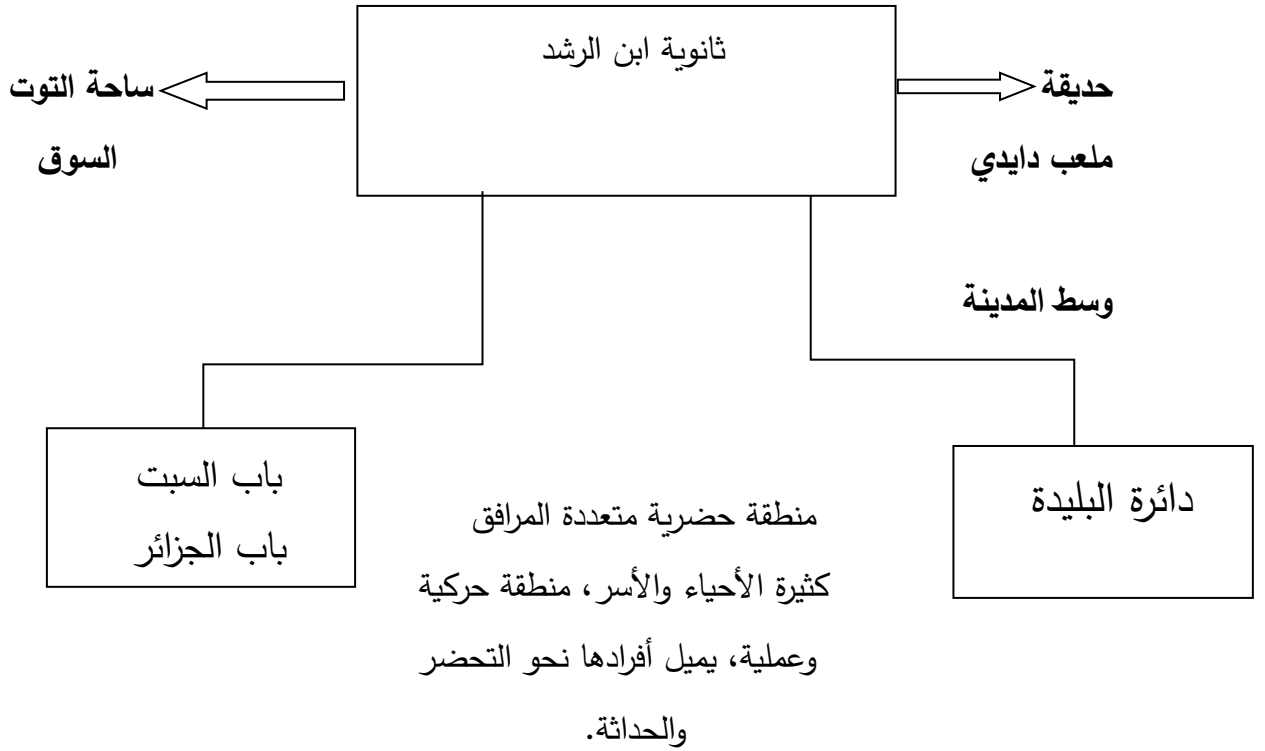 ثانوية ابن الرشد
حديقة
ملعب دايدي
وسط المدينة
ساحة التوت
السوق
دائرة البليدة
باب السبت
باب الجزائر
منطقة حضرية متعددة المرافق
كثيرة الأحياء والأسر، منطقة حركية
وعملية، يميل أفرادها نحو التحضر
والحداثة.